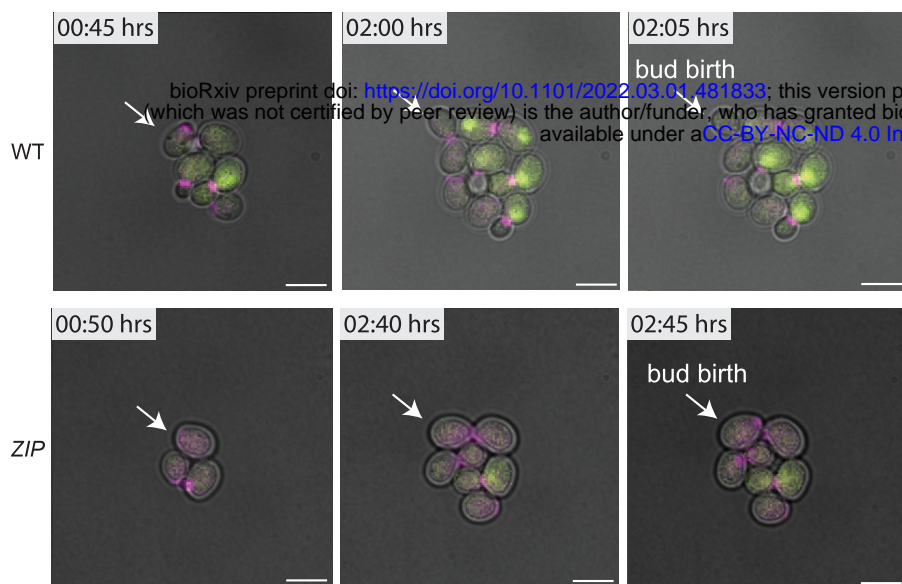 00:45 hrs
02:00 hrs
02:05 hrs
bud birth
bioRxiv preprint doi: https://doi.org/10.1101/2022.03.01.481833; this version p
(which was not certified by peer review) is the author/funder, who has granted bio
available under aCC-BY-NC-ND 4.0 In
WT
00:50 hrs
02:40 hrs
02:45 hrs
bud birth
ZIP